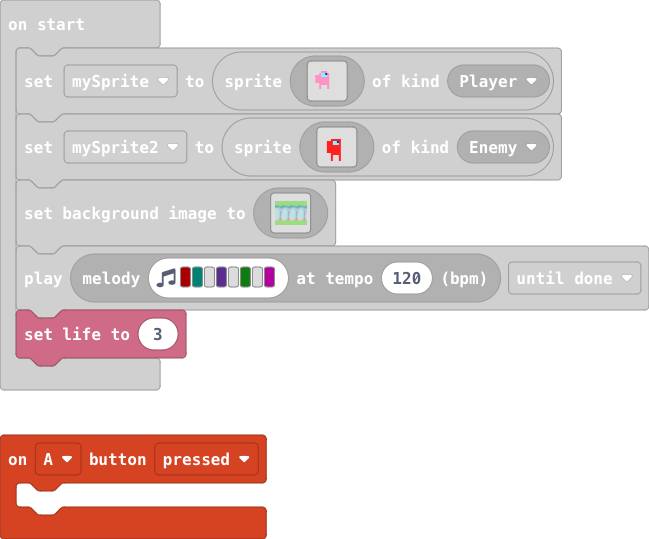 on start
set mySprite to sprite of kind Player
set mySprite2 to sprite of kind Enemy
set background image to
play melody at tempo 120 (bpm) until done
set life to 3
on A button pressed